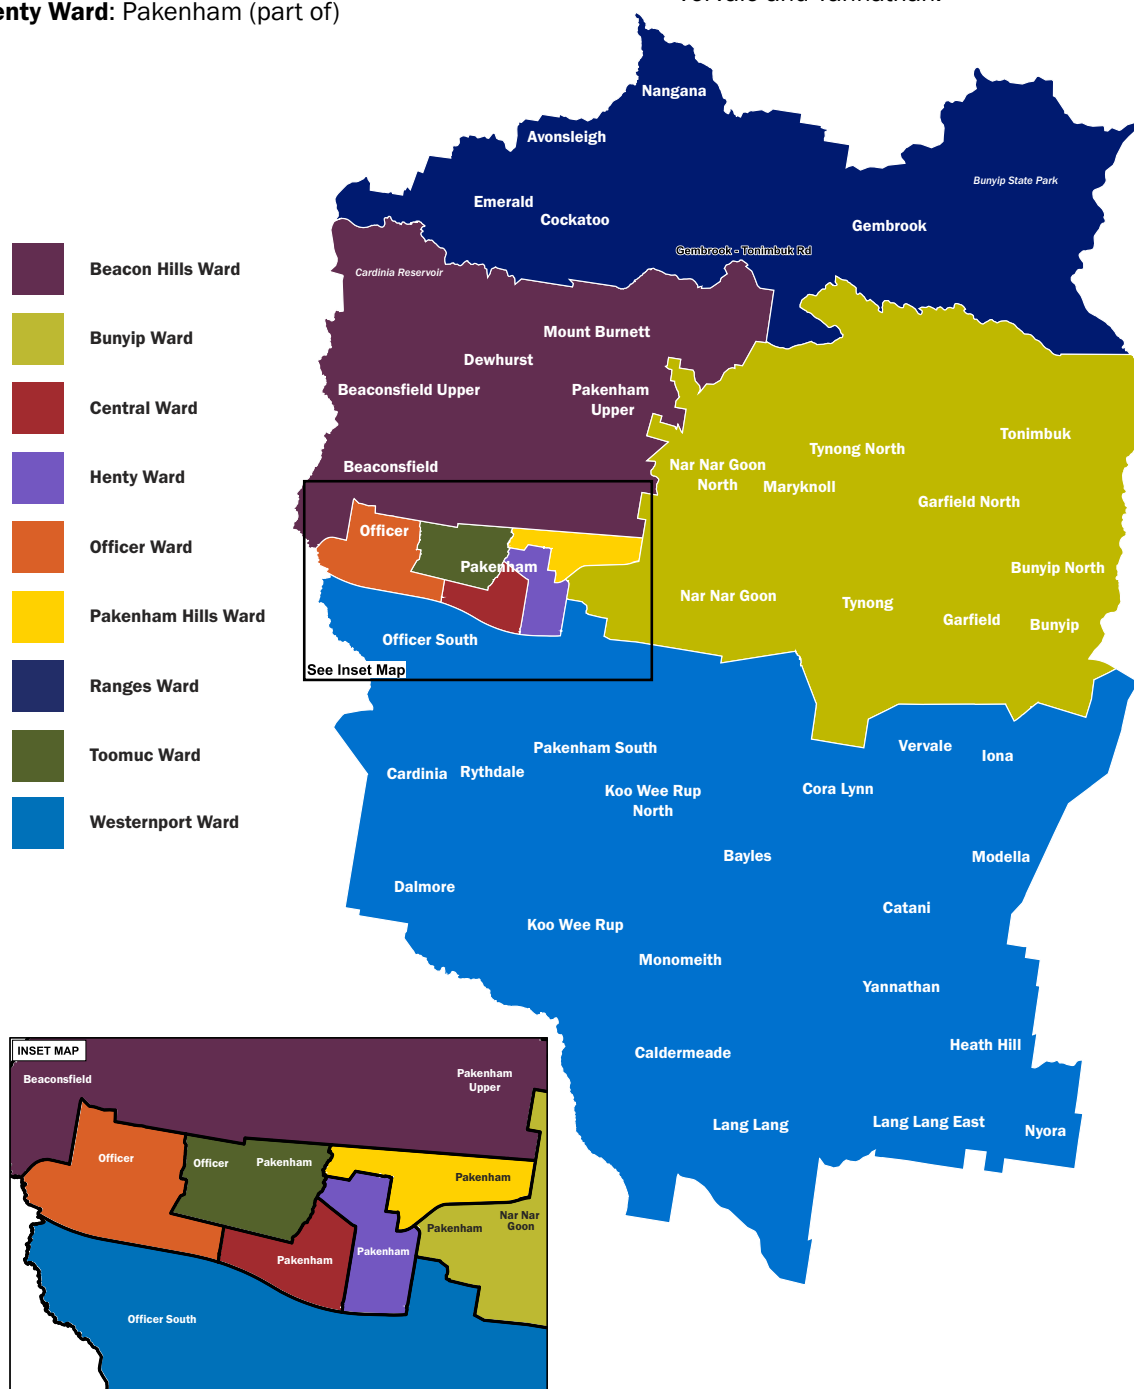 enty Ward: Pakenham (part of)
Nangana
Avonsleigh
Bunyip State Park
Emerald
Cockatoo
Gembrook
Gembrook - Tonimbuk Rd
Cardinia Reservoir
Beacon Hills Ward
Bunyip Ward
Central Ward
Henty Ward
Officer Ward
Pakenham Hills Ward
Ranges Ward
Toomuc Ward
Westernport Ward
Mount Burnett
Dewhurst
Beaconsfield Upper
Pakenham
Upper
Beaconsfield
Tonimbuk
Tynong North
Nar Nar Goon
North
Maryknoll
Garfield North
Officer
Pakenham
Bunyip North
Nar Nar Goon
Tynong
Garfield
Bunyip
Officer South
See Inset Map
Pakenham South
Vervale
Iona
Cardinia
Rythdale
Koo Wee Rup
North
Cora Lynn
Bayles
Modella
Dalmore
Catani
Koo Wee Rup
Monomeith
Yannathan
Caldermeade
Heath Hill
Lang Lang
Lang Lang East
Nyora
INSET MAP
Beaconsfield
Pakenham
Upper
Officer
Officer
Pakenham
Pakenham
Nar Nar
Goon
Pakenham
Pakenham
Pakenham
Officer South